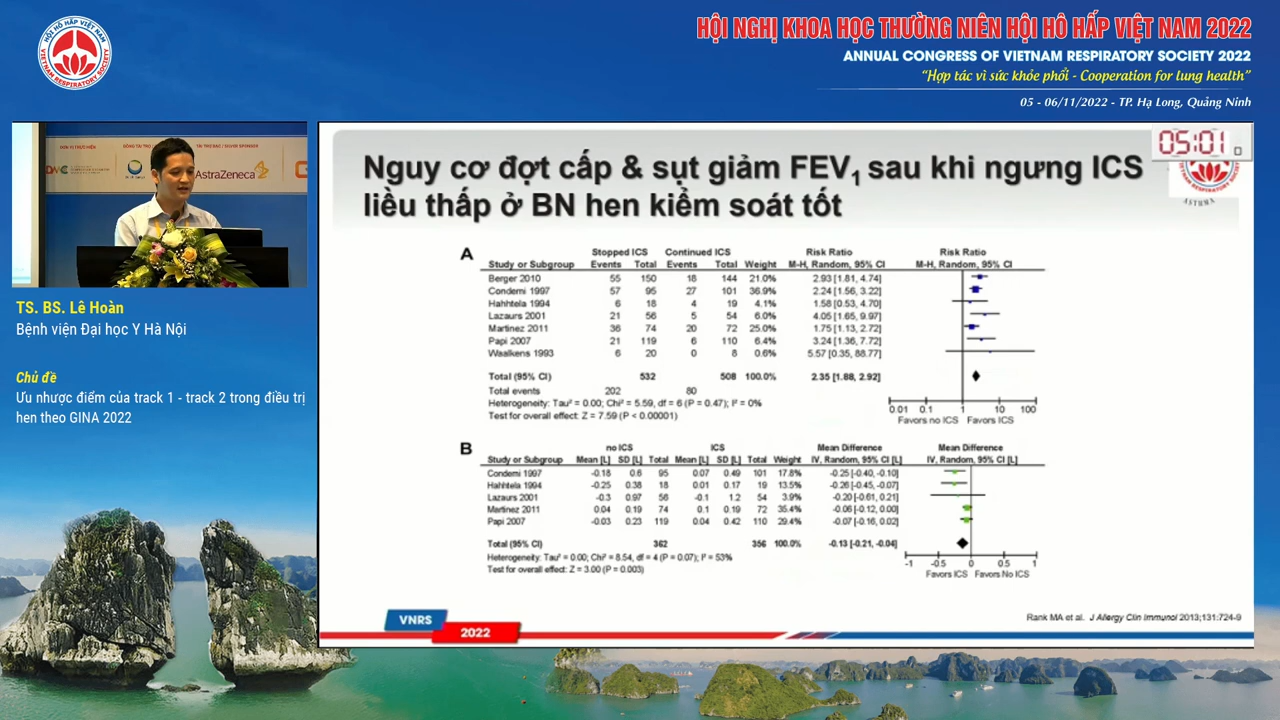 HỘI HÔ HẤP VIỆT NAM
VIETNAM RESPIRATORY SOCIETY
HỘI NGHỊ KHOA HỌC THƯỜNG NIÊN HỘI HÔ HẤP VIỆT NAM 2022
ANNUAL CONGRESS OF VIETNAM RESPIRATORY SOCIETY 2022
“Hợp tác vì sức khỏe phổi - Cooperation for lung health”
05 - 06/11/2022 - TP. Hạ Long, Quảng Ninh
AstraZeneca
TS. BS. Lê Hoàn
Bệnh viện Đại học Y Hà Nội
Chủ đề
Ưu nhược điểm của track 1 - track 2 trong điều trị
hen theo GINA 2022
05:01
Nguy cơ đợt cấp & sụt giảm FEV1 sau khi ngưng ICS
liều thấp ở BN hen kiểm soát tốt
ASTHMA
A
Stopped ICS Continued ICS Risk Ratio Risk Ratio
Study or Subgroup Events Total Events Total Weight M-H, Random, 95% CI M-H, Random, 95% CI
Berger 2010 55 150 18 144 21.0% 2.93 [1.81, 4.74]
Condemi 1997 57 95 27 101 36.9% 2.24 [1.56, 3.22]
Hahhtela 1994 6 18 4 19 4.1% 1.58 [0.53, 4.70]
Lazaurs 2001 21 56 5 54 6.0% 4.05 [1.65, 9.97]
Martinez 2011 36 74 20 72 25.0% 1.75 [1.13, 2.72]
Papi 2007 21 119 6 110 6.4% 3.24 [1.36, 7.72]
Waalkens 1993 6 20 0 8 0.6% 5.57 [0.35, 88.77]
Total (95% CI) 532 508 100.0% 2.35 [1.88, 2.92]
Total events 202 80
Heterogeneity: Tau² = 0.00; Chi² = 5.59, df = 6 (P = 0.47); I² = 0%
Test for overall effect: Z = 7.59 (P < 0.00001)
0.01 0.1 1 10 100
Favors no ICS Favors ICS
B
no ICS ICS Mean Difference Mean Difference
Study or Subgroup Mean [L] SD [L] Total Mean [L] SD [L] Total Weight IV, Random, 95% CI [L] IV, Random, 95% CI [L]
Condemi 1997 -0.18 0.6 95 0.07 0.49 101 17.8% -0.25 [-0.40, -0.10]
Hahhtela 1994 -0.25 0.38 18 0.01 0.17 19 13.5% -0.26 [-0.45, -0.07]
Lazaurs 2001 -0.3 0.97 56 -0.1 1.2 54 3.9% -0.20 [-0.61, 0.21]
Martinez 2011 0.04 0.19 74 0.1 0.19 72 35.4% -0.06 [-0.12, 0.00]
Papi 2007 -0.03 0.23 119 0.04 0.42 110 29.4% -0.07 [-0.16, 0.02]
Total (95% CI) 362 356 100.0% -0.13 [-0.21, -0.04]
Heterogeneity: Tau² = 0.00; Chi² = 8.54, df = 4 (P = 0.07); I² = 53%
Test for overall effect: Z = 3.00 (P = 0.003)
-1 -0.5 0 0.5 1
Favors ICS Favors No ICS
Rank MA et al. J Allergy Clin Immunol 2013;131:724-9
VNRS
2022